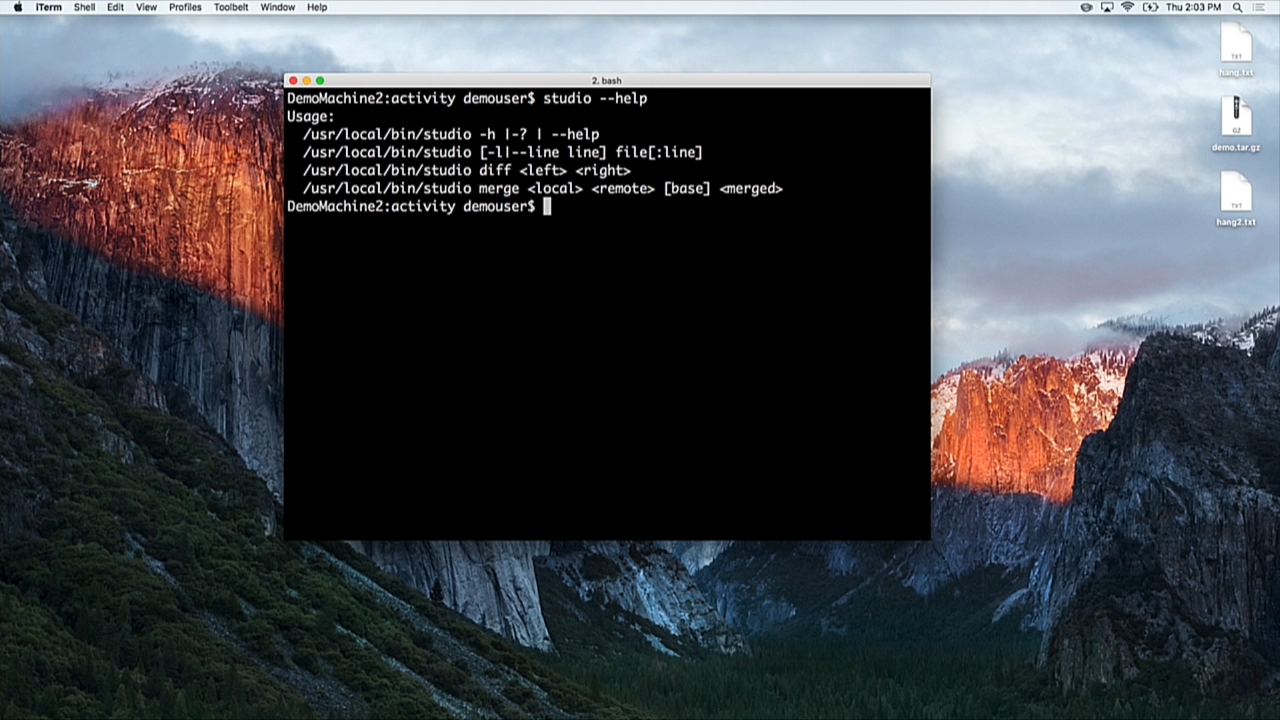 iTerm Shell Edit View Profiles Toolbelt Window Help Thu 2:03 PM
TXT
hang.txt
GZ
demo.tar.gz
TXT
hang2.txt
2. bash
DemoMachine2:activity demouser$ studio --help
Usage:
/usr/local/bin/studio -h |-? | --help
/usr/local/bin/studio [-l|--line line] file[:line]
/usr/local/bin/studio diff <left> <right>
/usr/local/bin/studio merge <local> <remote> [base] <merged>
DemoMachine2:activity demouser$